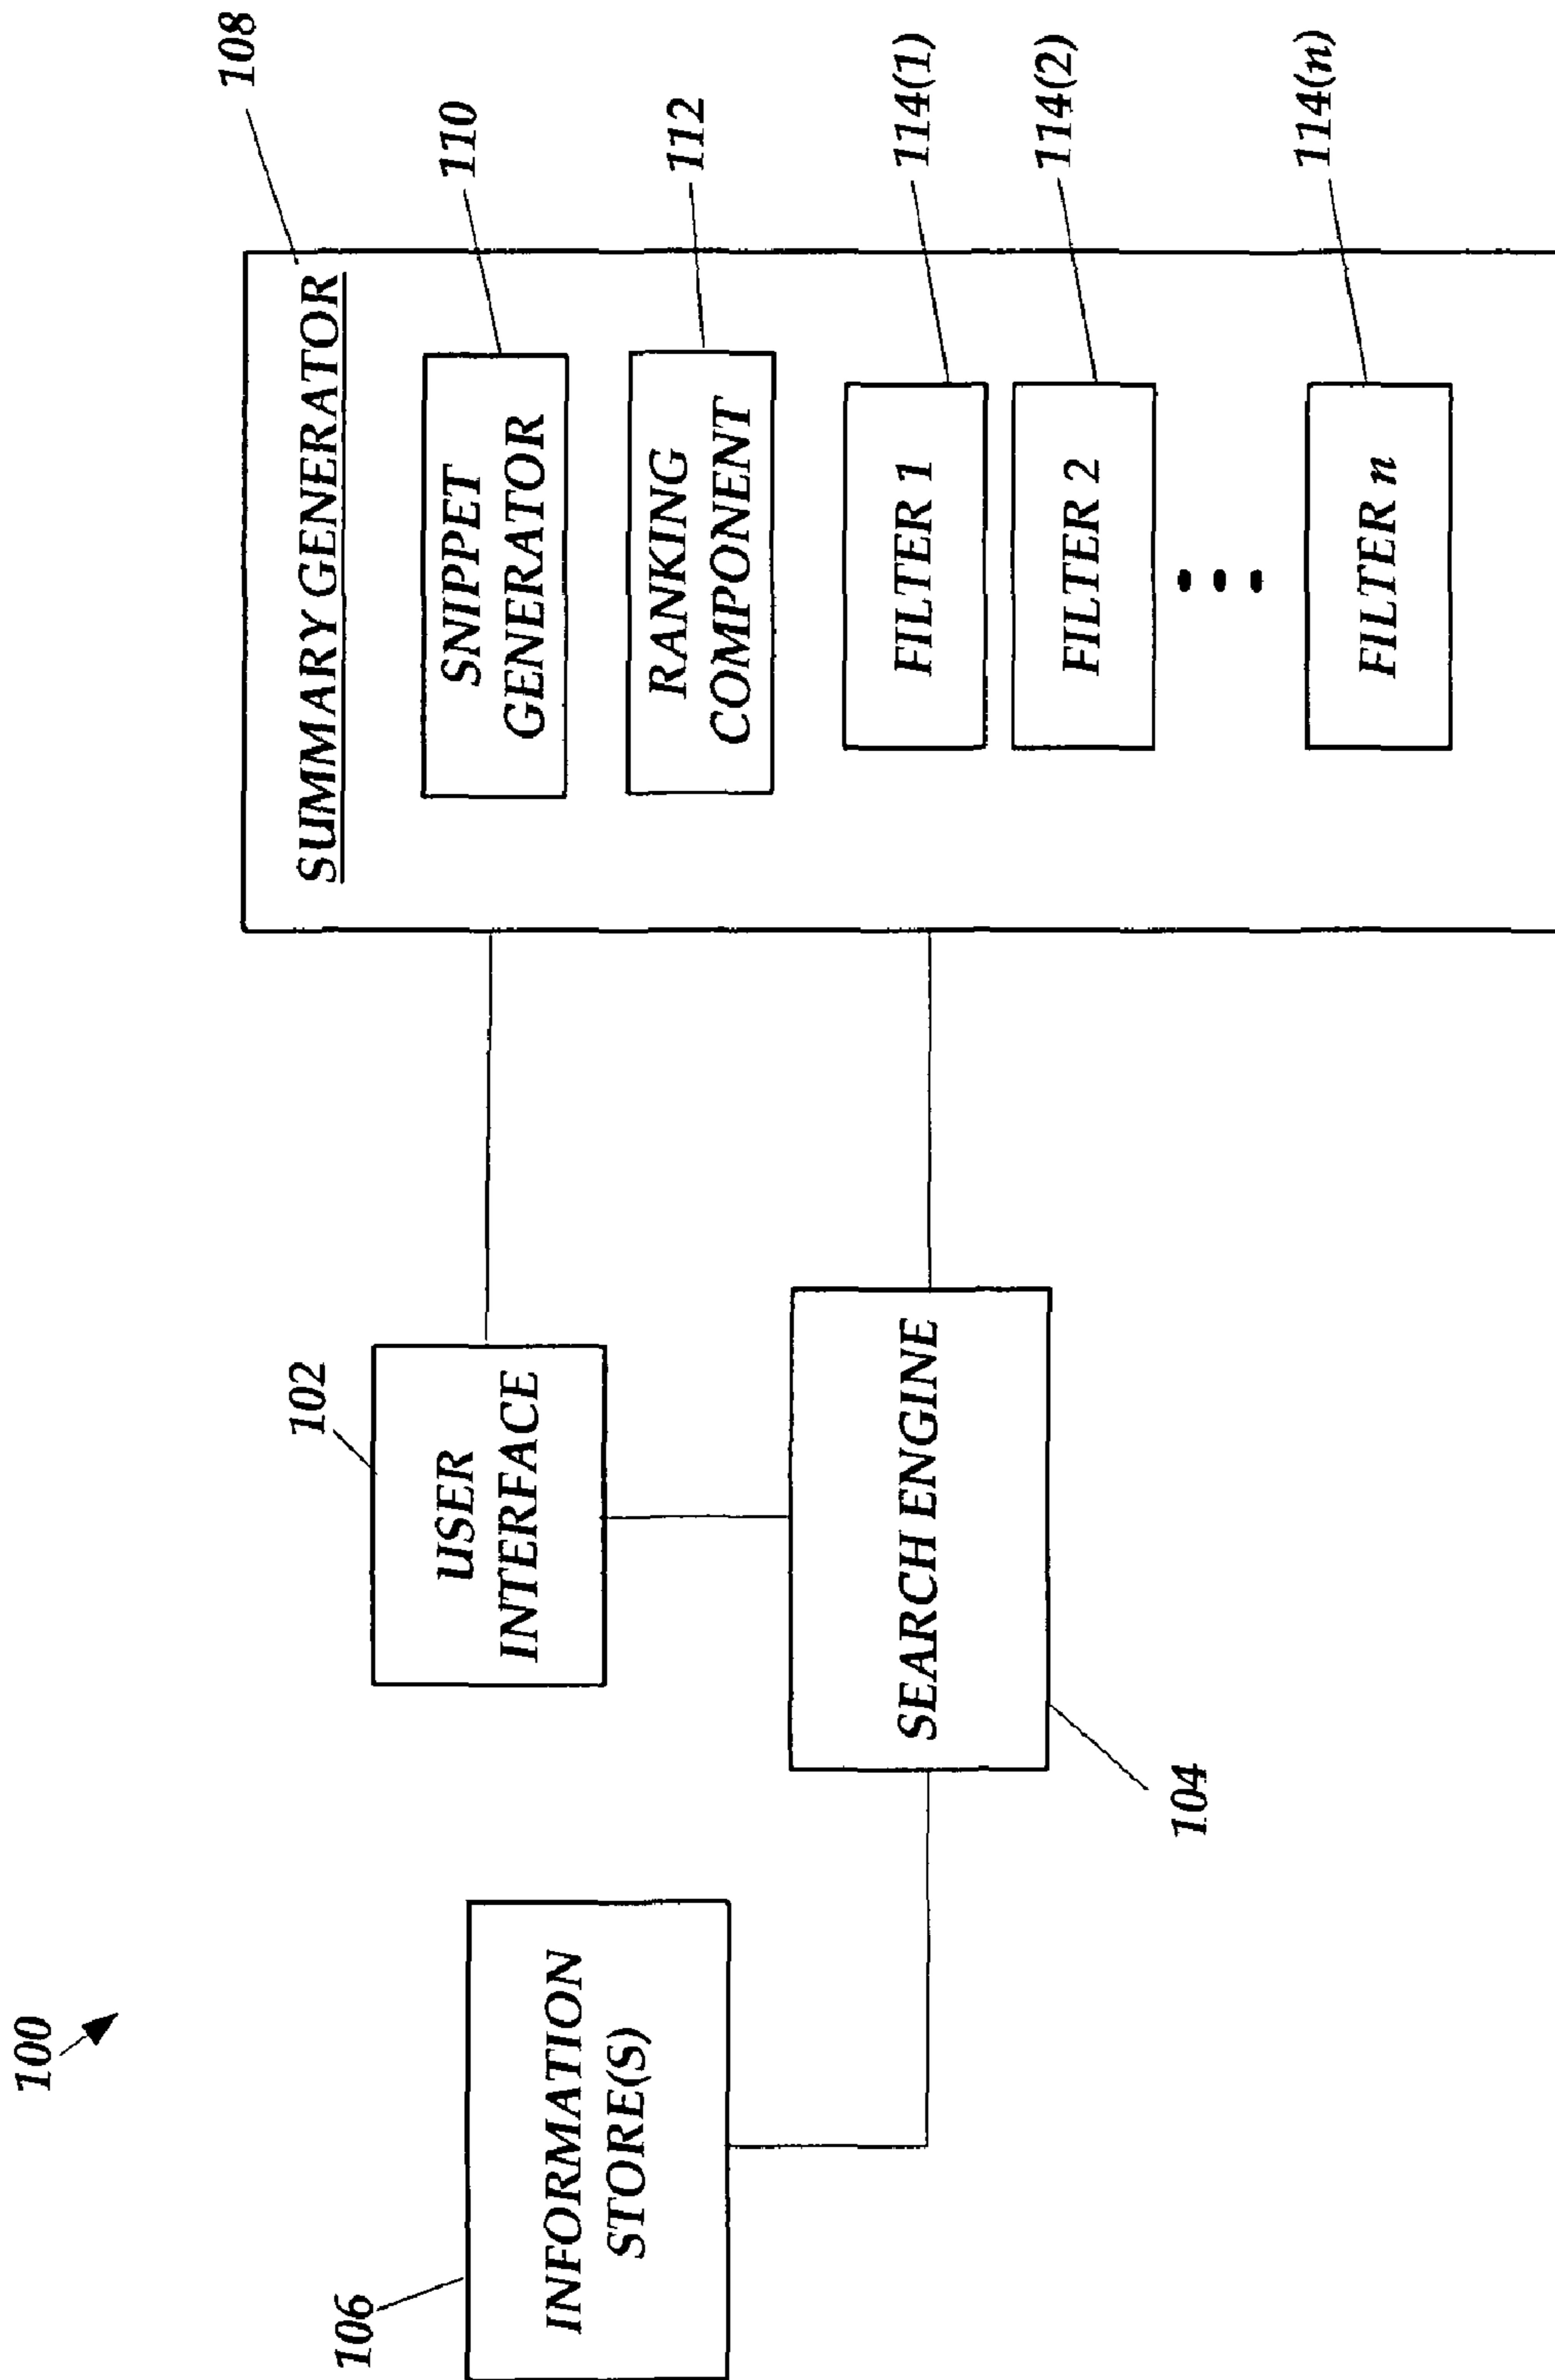 100
106
INFORMATION
STORE(S)
102
USER
INTERFACE
SEARCH ENGINE
104
108
SUMMARY GENERATOR
SNIPPET
GENERATOR
110
RANKING
COMPONENT
112
FILTER 1
114(1)
FILTER 2
114(2)
FILTER n
114(n)